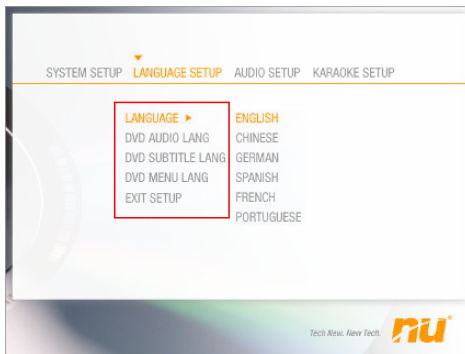 SYSTEM SETUP LANGUAGE SETUP AUDIO SETUP KARAOKE SETUP
LANGUAGE ► ENGLISH
DVD AUDIO LANG CHINESE
DVD SUBTITLE LANG GERMAN
DVD MENU LANG SPANISH
EXIT SETUP FRENCH
PORTUGUESE
Tech New. New Tech. nu